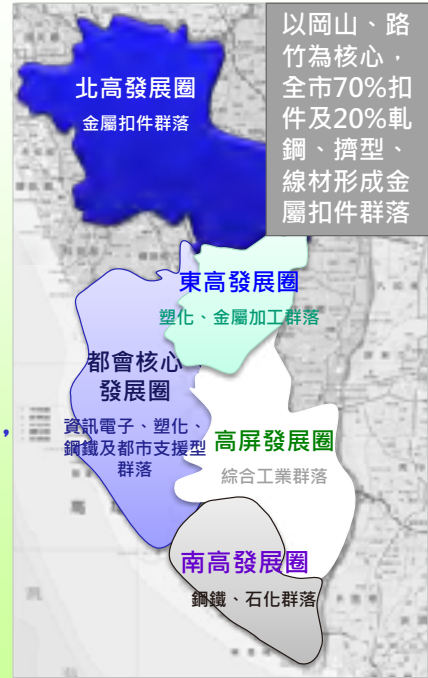 以岡山、路
竹為核心，
全市70%扣
件及20%軋
鋼、擠型、
線材形成金
屬扣件群落
北高發展圈
金屬扣件群落
東高發展圈
塑化、金屬加工群落
都會核心
發展圈
資訊電子、塑化、
鋼鐵及都市支援型
群落
，
高屏發展圈
綜合工業群落
南高發展圈
鋼鐵、石化群落